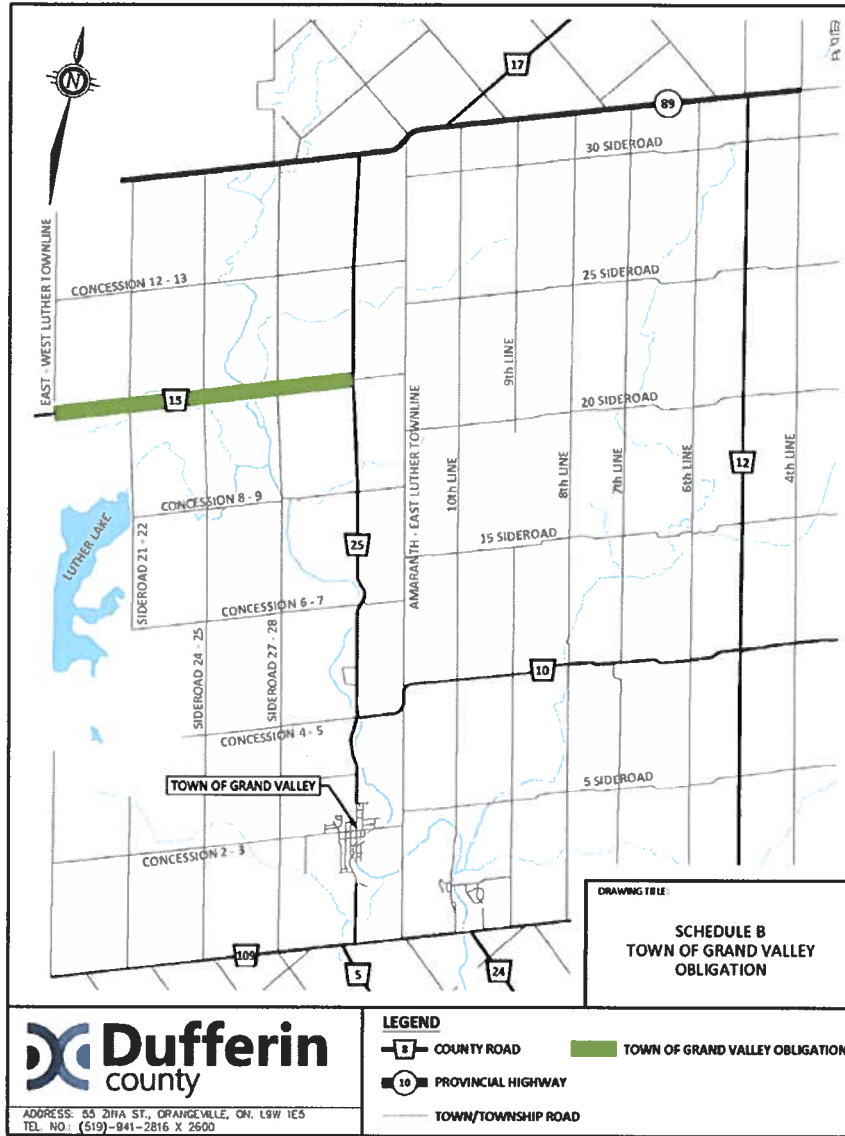 17
89
N
30 SIDEROAD
EAST - WEST LUTHER TOWNLINE
CONCESSION 12 - 13
25 SIDEROAD
9th LINE
15
20 SIDEROAD
AMARANTH - EAST LUTHER TOWNLINE
10th LINE
8th LINE
7th LINE
6th LINE
12
4th LINE
CONCESSION 8 - 9
LUTHER LAKE
SIDEROAD 21 - 22
25
15 SIDEROAD
CONCESSION 6 - 7
SIDEROAD 24 - 25
SIDEROAD 27 - 28
10
CONCESSION 4 - 5
TOWN OF GRAND VALLEY
5 SIDEROAD
CONCESSION 2 - 3
109
5
24
DRAWING TITLE:
SCHEDULE B
TOWN OF GRAND VALLEY
OBLIGATION
Dufferin
county
ADDRESS: 55 ZINA ST., ORANGEVILLE, ON. L9W 1E5
TEL. NO.: (519)-941-2816 X 2600
LEGEND
8 COUNTY ROAD
TOWN OF GRAND VALLEY OBLIGATION
10 PROVINCIAL HIGHWAY
TOWN/TOWNSHIP ROAD